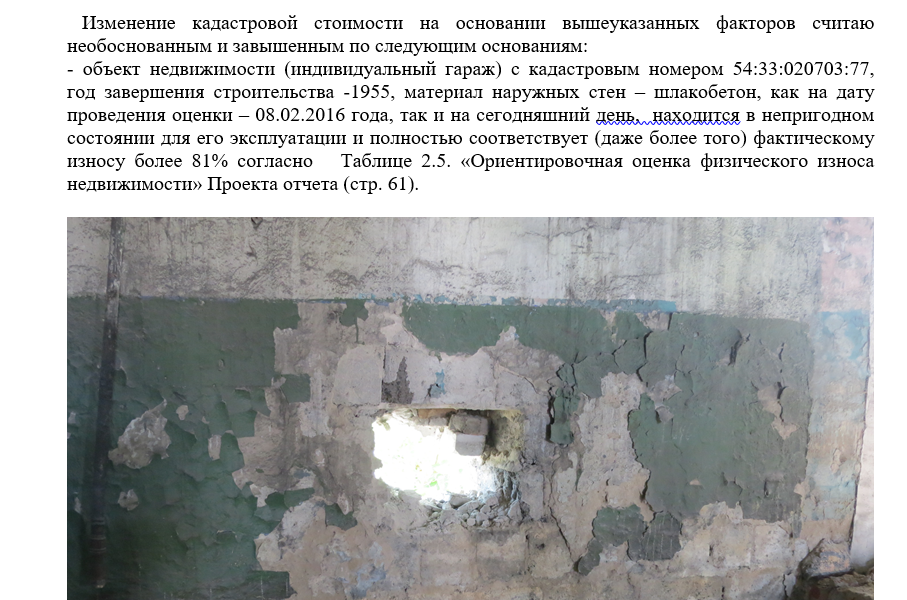 Изменение кадастровой стоимости на основании вышеуказанных факторов считаю
необоснованным и завышенным по следующим основаниям:
- объект недвижимости (индивидуальный гараж) с кадастровым номером 54:33:020703:77,
год завершения строительства -1955, материал наружных стен – шлакобетон, как на дату
проведения оценки – 08.02.2016 года, так и на сегодняшний день, находится в непригодном
состоянии для его эксплуатации и полностью соответствует (даже более того) фактическому
износу более 81% согласно Таблице 2.5. «Ориентировочная оценка физического износа
недвижимости» Проекта отчета (стр. 61).